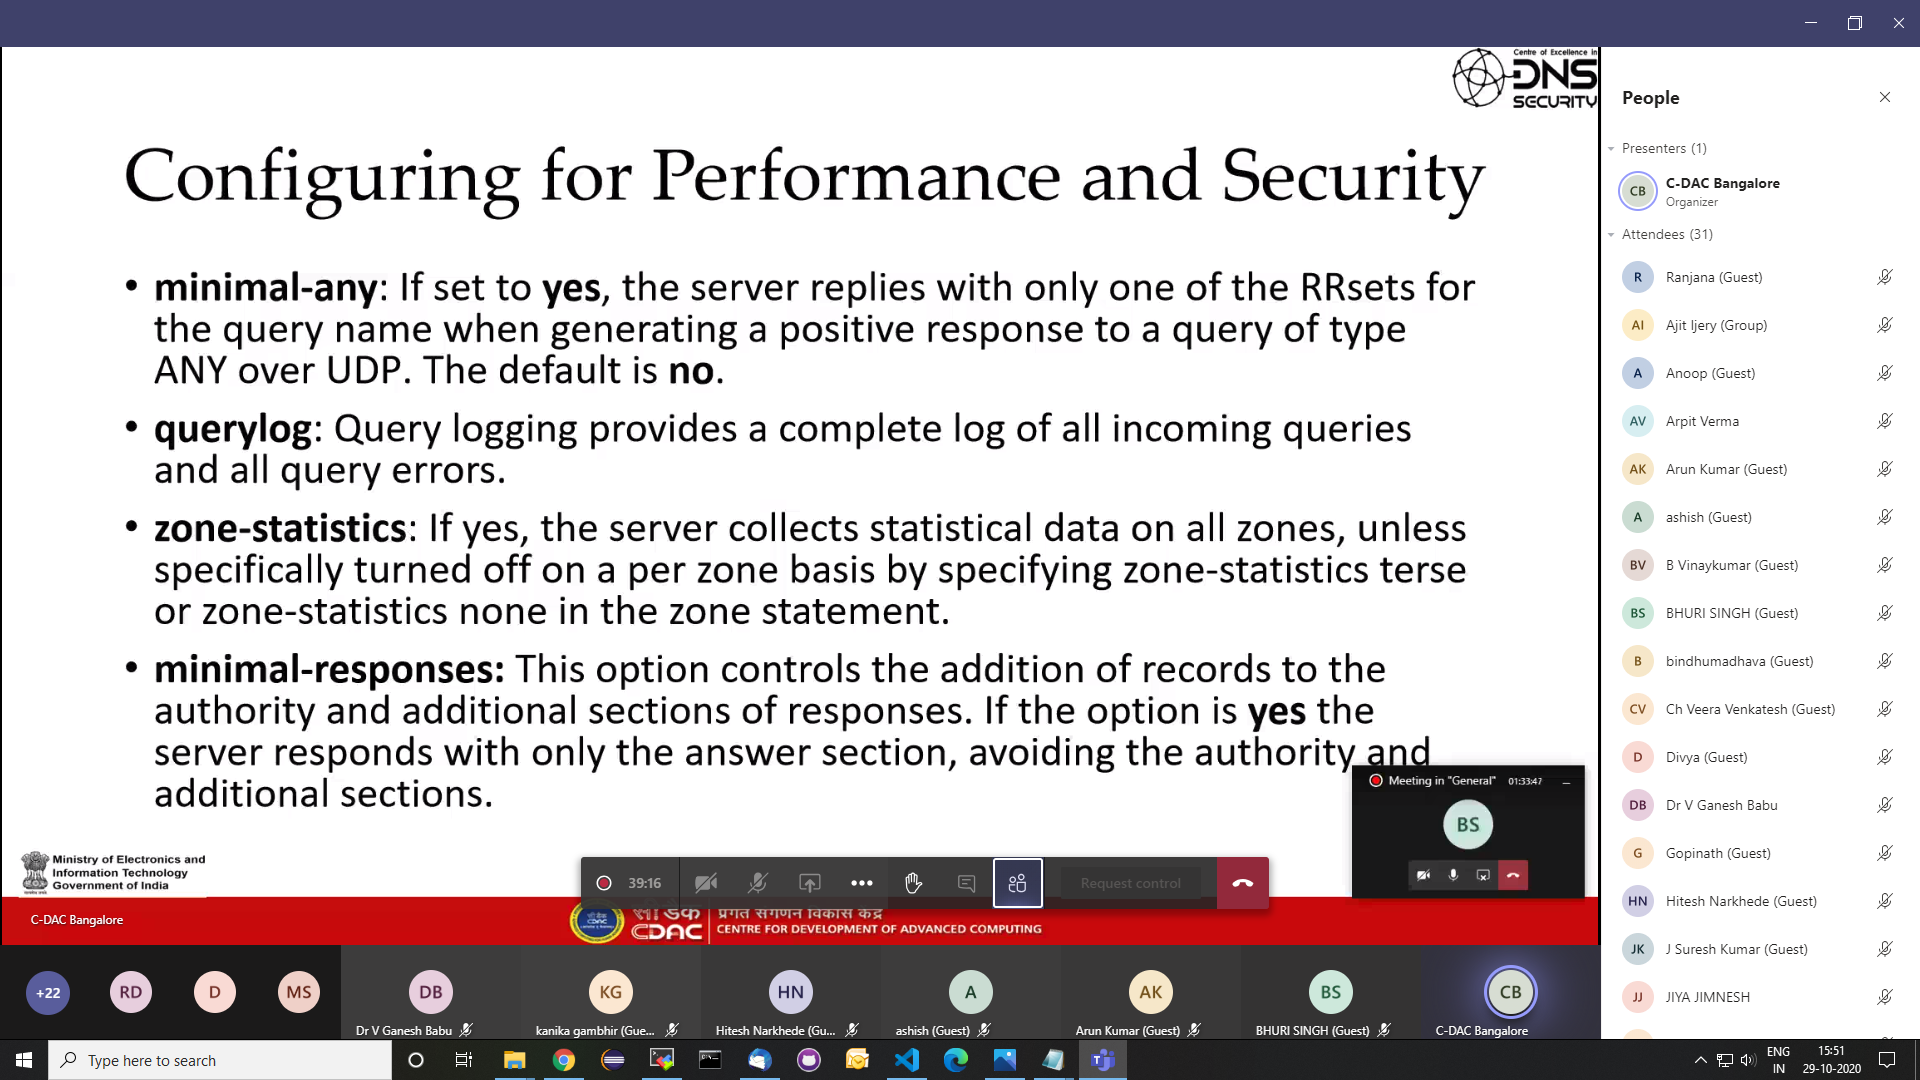 Centre of Excellence in
DNS
SECURITY
Configuring for Performance and Security
• minimal-any: If set to yes, the server replies with only one of the RRsets for
the query name when generating a positive response to a query of type
ANY over UDP. The default is no.
• querylog: Query logging provides a complete log of all incoming queries
and all query errors.
• zone-statistics: If yes, the server collects statistical data on all zones, unless
specifically turned off on a per zone basis by specifying zone-statistics terse
or zone-statistics none in the zone statement.
• minimal-responses: This option controls the addition of records to the
authority and additional sections of responses. If the option is yes the
server responds with only the answer section, avoiding the authority and
additional sections.
Meeting in "General" 01:33:47
BS
Ministry of Electronics and
Information Technology
Government of India
39:16
Request control
C-DAC Bangalore
सी डैक
CDAC
प्रगत संगणन विकास केंद्र
CENTRE FOR DEVELOPMENT OF ADVANCED COMPUTING
+22
RD
D
MS
DB
Dr V Ganesh Babu
KG
kanika gambhir (Gue...
HN
Hitesh Narkhede (Gu...
A
ashish (Guest)
AK
Arun Kumar (Guest)
BS
BHURI SINGH (Guest)
CB
C-DAC Bangalore
People
Presenters (1)
CB
C-DAC Bangalore
Organizer
Attendees (31)
R Ranjana (Guest)
AI Ajit Ijery (Group)
A Anoop (Guest)
AV Arpit Verma
AK Arun Kumar (Guest)
A ashish (Guest)
BV B Vinaykumar (Guest)
BS BHURI SINGH (Guest)
B bindhumadhava (Guest)
CV Ch Veera Venkatesh (Guest)
D Divya (Guest)
DB Dr V Ganesh Babu
G Gopinath (Guest)
HN Hitesh Narkhede (Guest)
JK J Suresh Kumar (Guest)
JJ JIYA JIMNESH
Type here to search
ENG
IN
15:51
29-10-2020